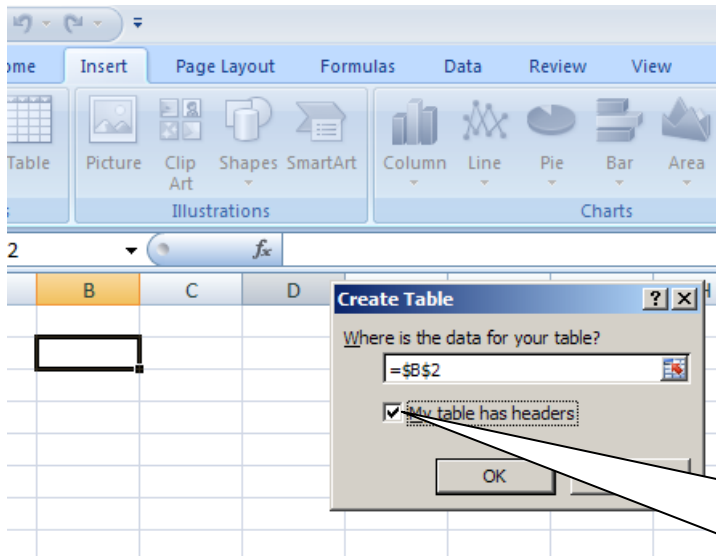 Insert Page Layout Formulas Data Review View
Table Picture Clip Art Shapes SmartArt Column Line Pie Bar Area
Illustrations Charts
2 fx
B C D H
Create Table ? X
Where is the data for your table?
=$B$2
My table has headers
OK